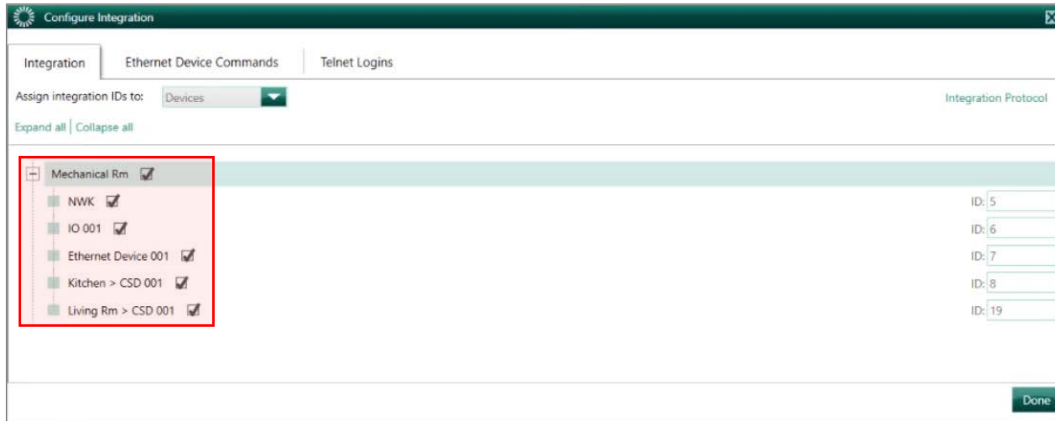 Configure Integration
Integration Ethernet Device Commands Telnet Logins
Assign integration IDs to: Devices Integration Protocol
Expand all | Collapse all
Mechanical Rm
NWK ID: 5
IO 001 ID: 6
Ethernet Device 001 ID: 7
Kitchen > CSD 001 ID: 8
Living Rm > CSD 001 ID: 19
Done